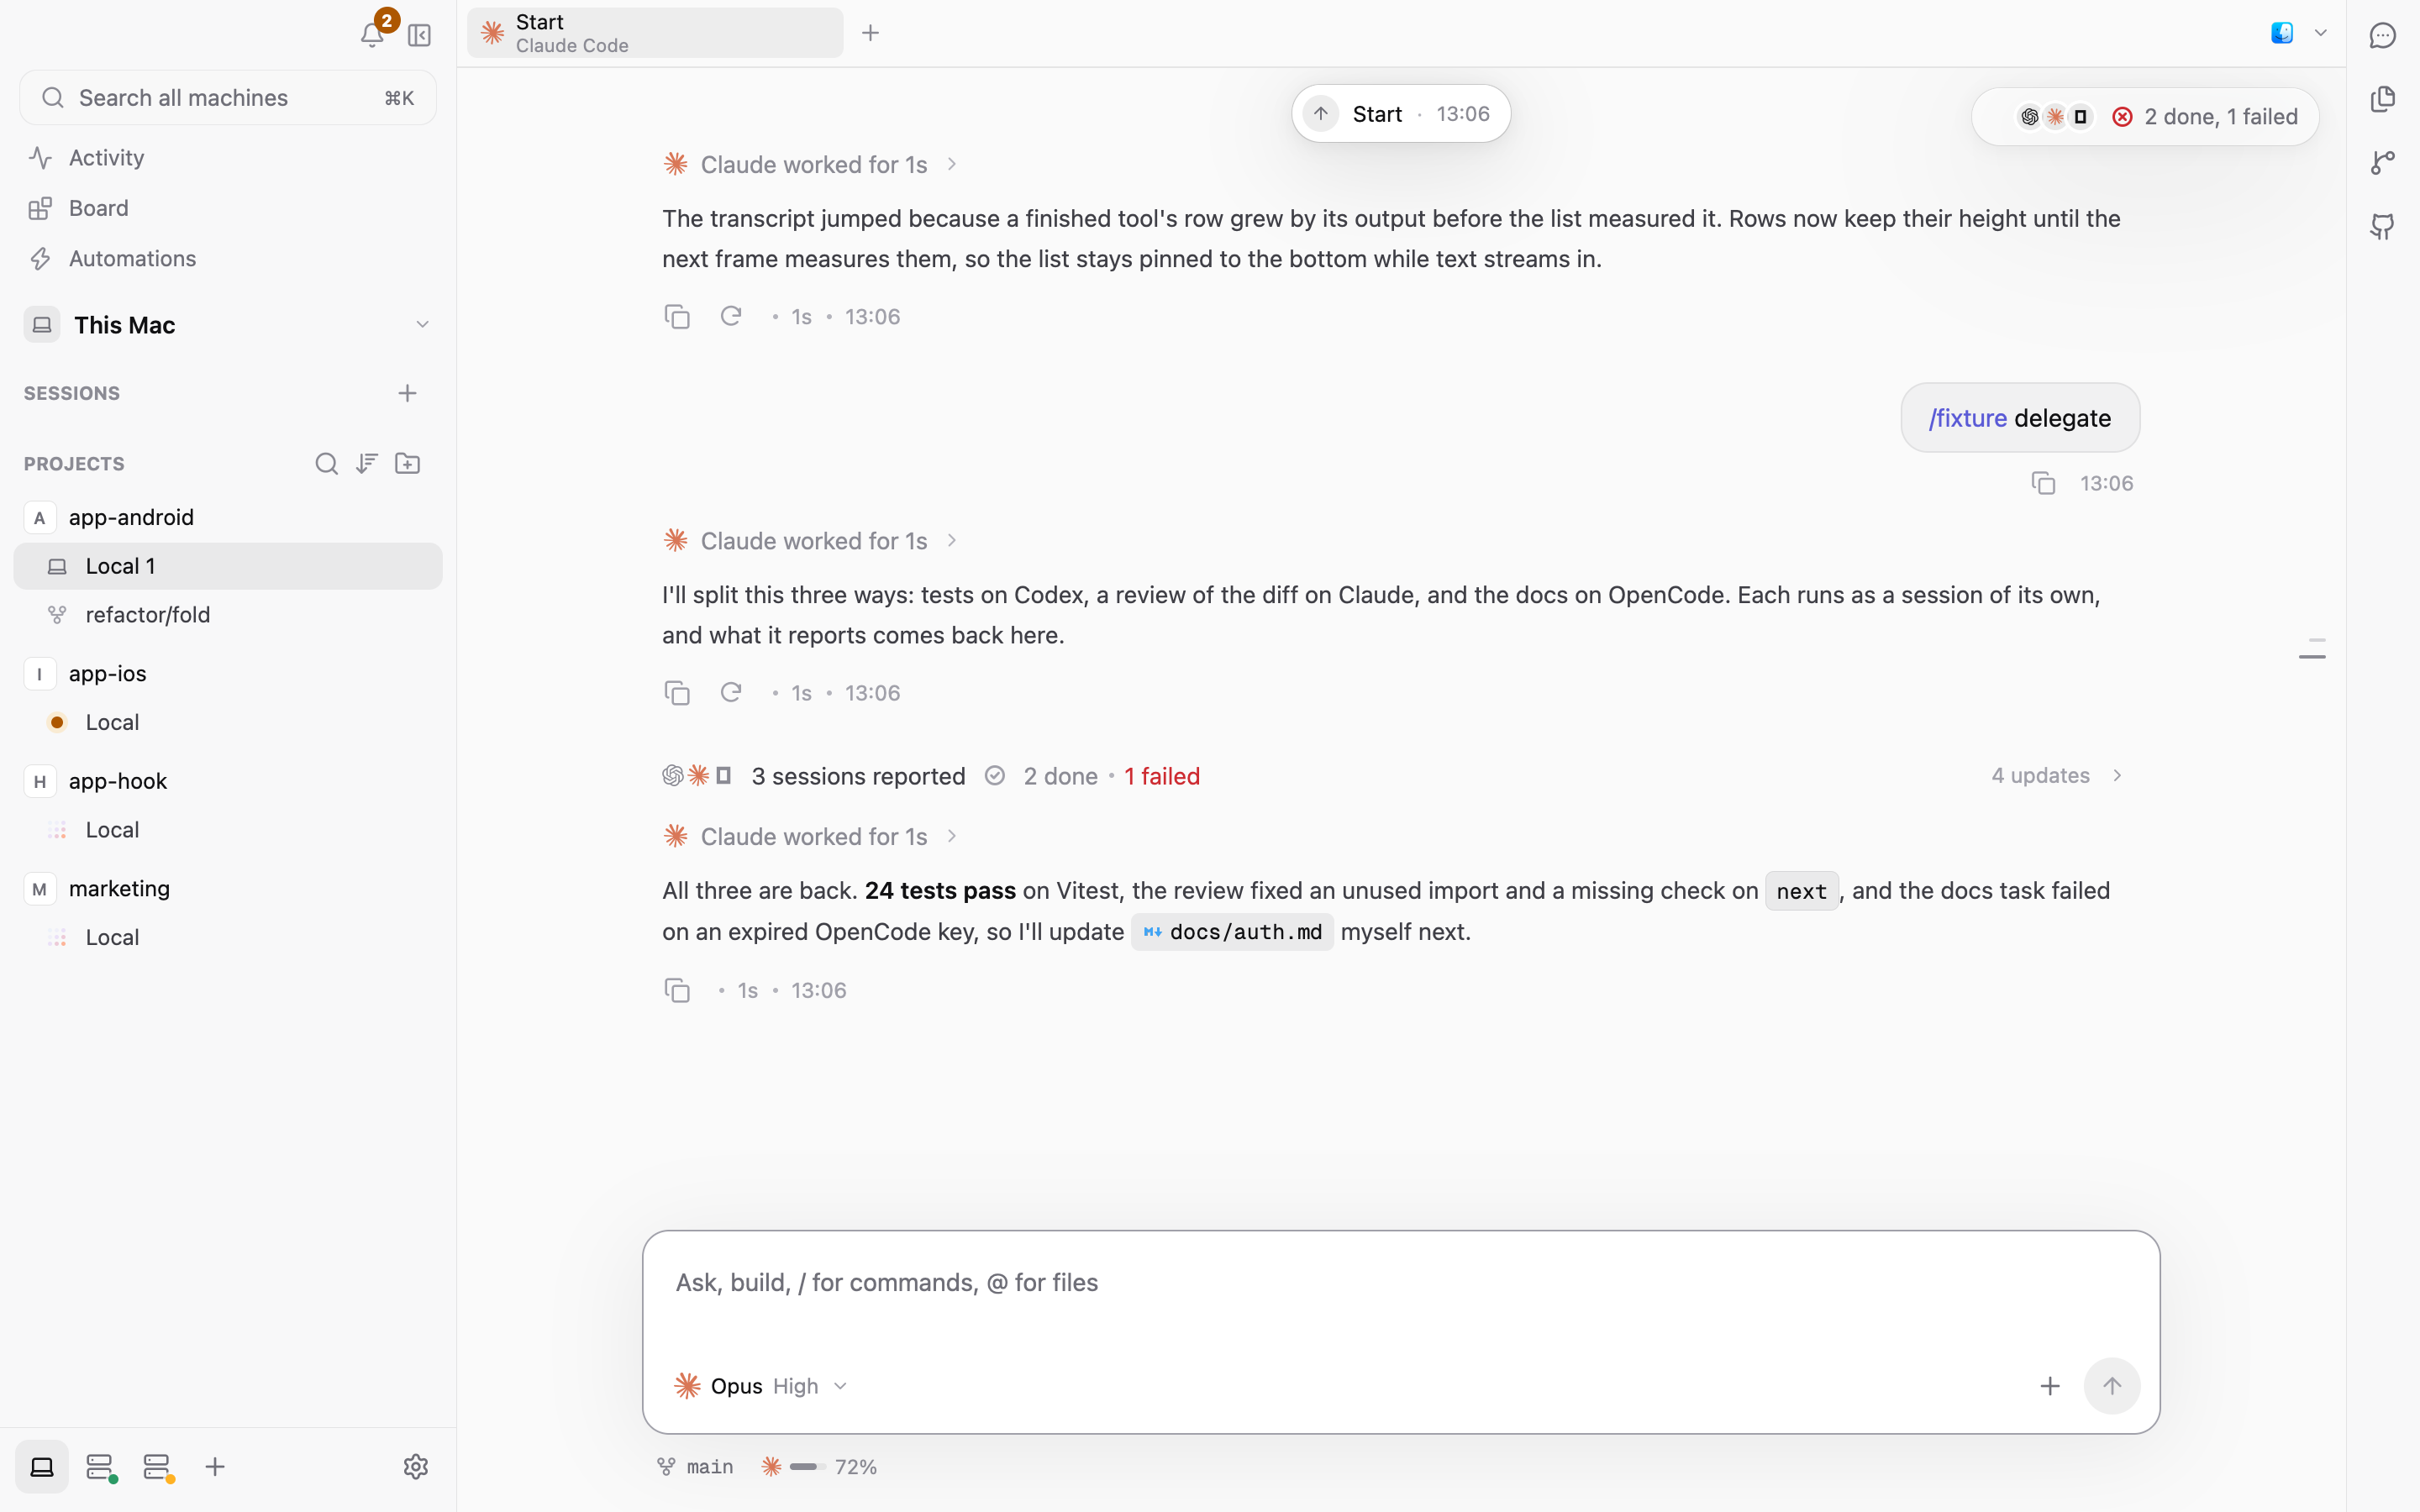 2
Search all machines ⌘K
Activity
Board
Automations
This Mac
SESSIONS
PROJECTS
A app-android
Local 1
refactor/fold
I app-ios
Local
H app-hook
Local
M marketing
Local
Start
Claude Code
Start · 13:06
2 done, 1 failed
Claude worked for 1s
The transcript jumped because a finished tool's row grew by its output before the list measured it. Rows now keep their height until the
next frame measures them, so the list stays pinned to the bottom while text streams in.
• 1s • 13:06
/fixture delegate
13:06
Claude worked for 1s
I'll split this three ways: tests on Codex, a review of the diff on Claude, and the docs on OpenCode. Each runs as a session of its own,
and what it reports comes back here.
• 1s • 13:06
3 sessions reported 2 done • 1 failed 4 updates
Claude worked for 1s
All three are back. 24 tests pass on Vitest, the review fixed an unused import and a missing check on next, and the docs task failed
on an expired OpenCode key, so I'll update docs/auth.md myself next.
• 1s • 13:06
Ask, build, / for commands, @ for files
Opus High
main 72%